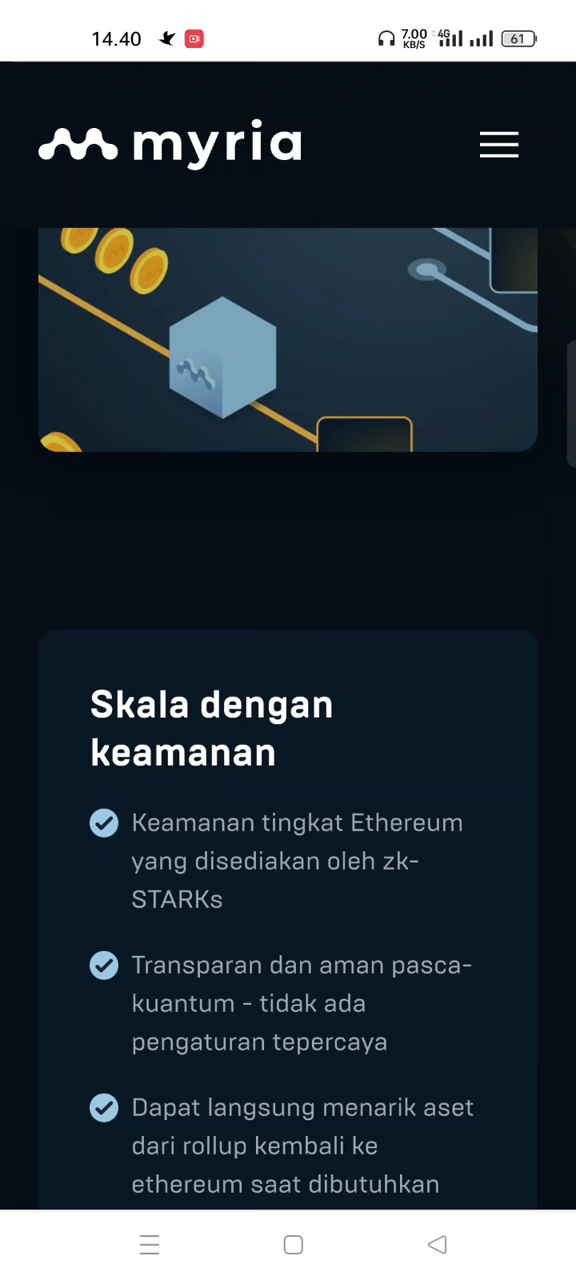 14.40
7.00
KB/S
4G
61
myria
Skala dengan
keamanan
Keamanan tingkat Ethereum
yang disediakan oleh zk-
STARKs
Transparan dan aman pasca-
kuantum - tidak ada
pengaturan tepercaya
Dapat langsung menarik aset
dari rollup kembali ke
ethereum saat dibutuhkan